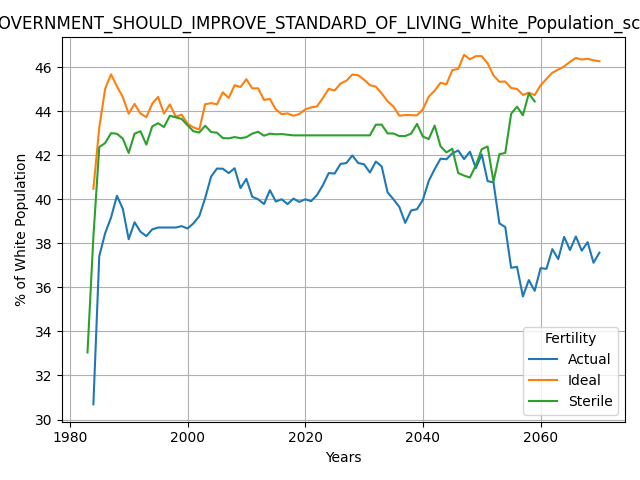 OVERNMENT_SHOULD_IMPROVE_STANDARD_OF_LIVING_White_Population_sc
% of White Population
46
44
42
40
38
36
34
32
30
1980
2000
2020
2040
2060
Years
Fertility
Actual
Ideal
Sterile